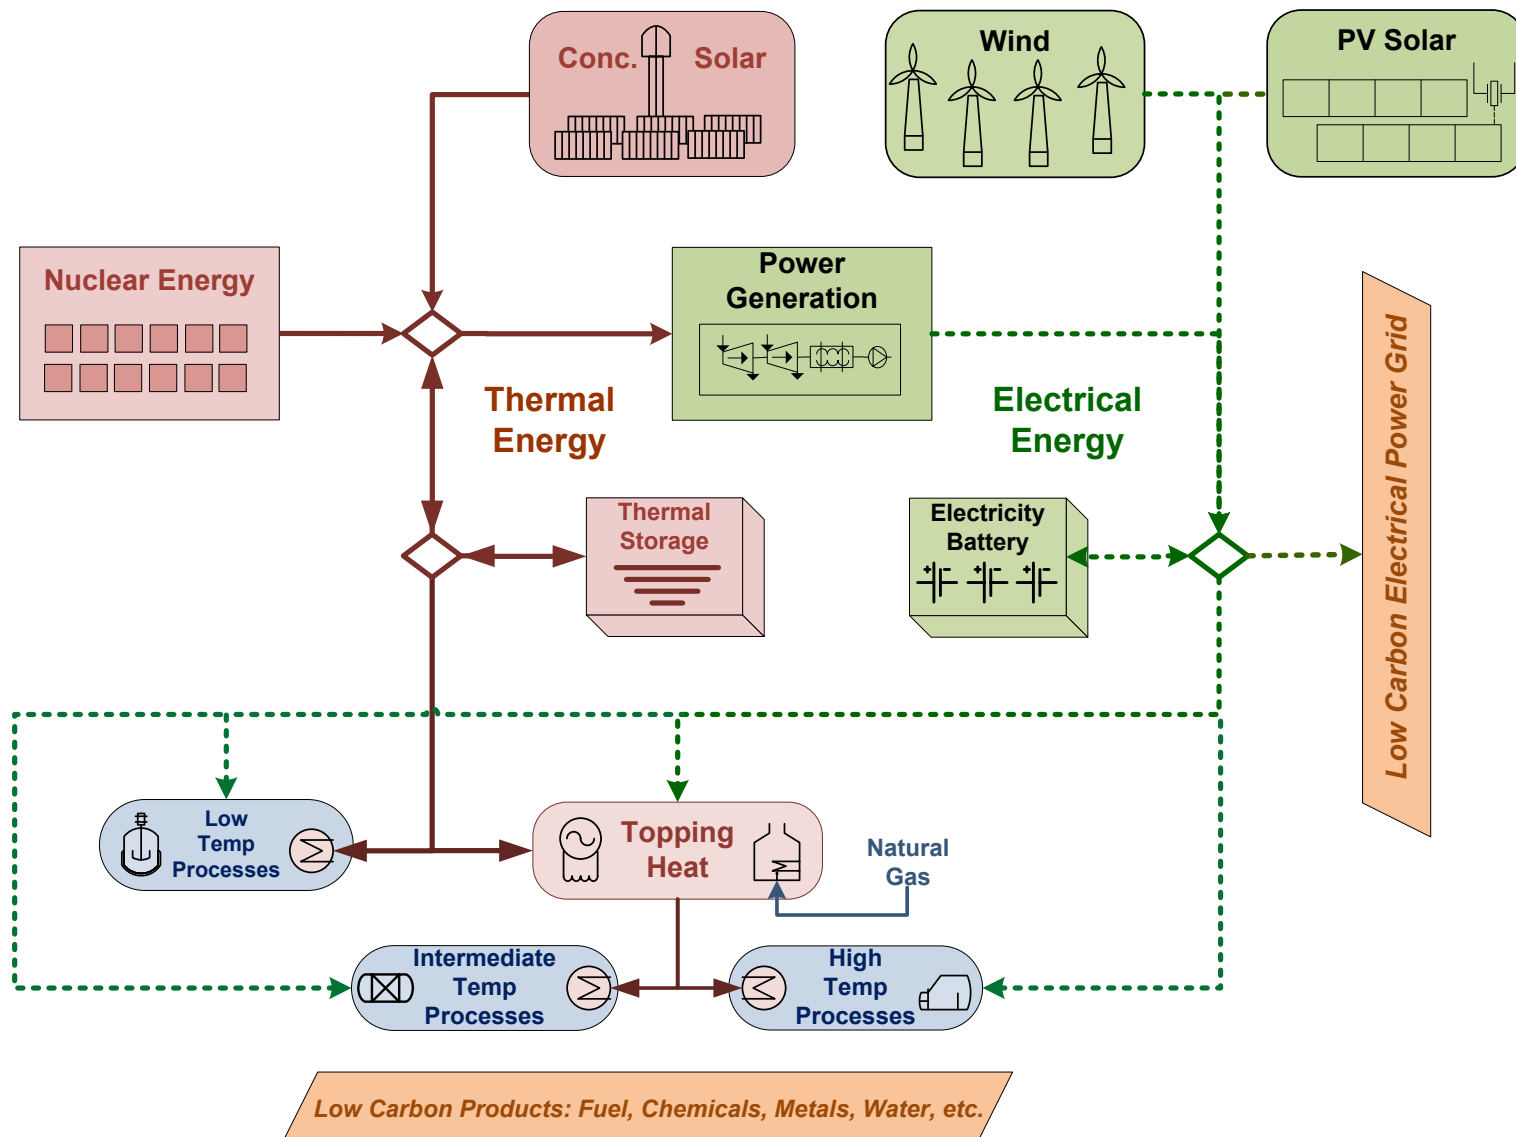 Conc. Solar
Wind
PV Solar
Nuclear Energy
Power
Generation
Thermal
Energy
Electrical
Energy
Low Carbon Electrical Power Grid
Thermal
Storage
Electricity
Battery
+ - + - + -
Low
Temp
Processes
Topping
Heat
Natural
Gas
Intermediate
Temp
Processes
High
Temp
Processes
Low Carbon Products: Fuel, Chemicals, Metals, Water, etc.